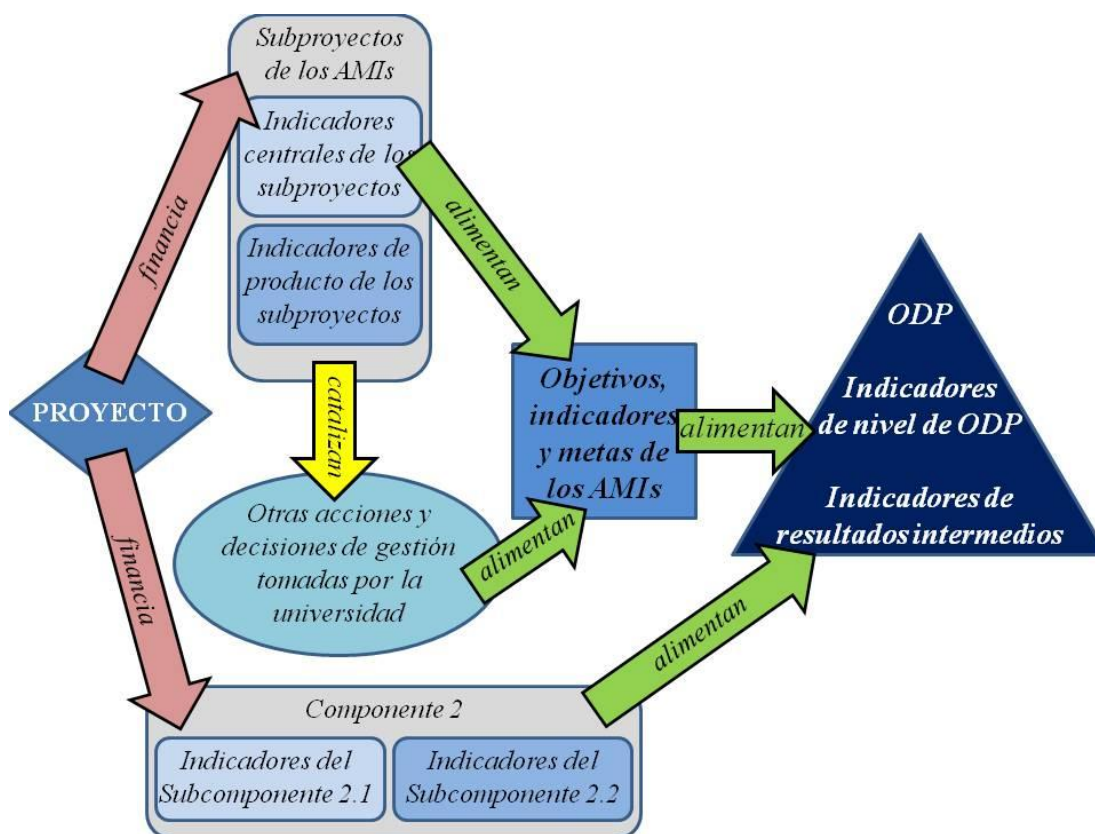 Subproyectos
de los AMIs
Indicadores
centrales de los
subproyectos
Indicadores de
producto de los
subproyectos
financia
alimentan
catalizan
PROYECTO
Objetivos,
indicadores
y metas de
los AMIs
alimentan
ODP
Indicadores
de nivel de ODP
Indicadores de
resultados intermedios
Otras acciones y
decisiones de gestión
tomadas por la
universidad
alimentan
financia
alimentan
Componente 2
Indicadores del
Subcomponente 2.1
Indicadores del
Subcomponente 2.2